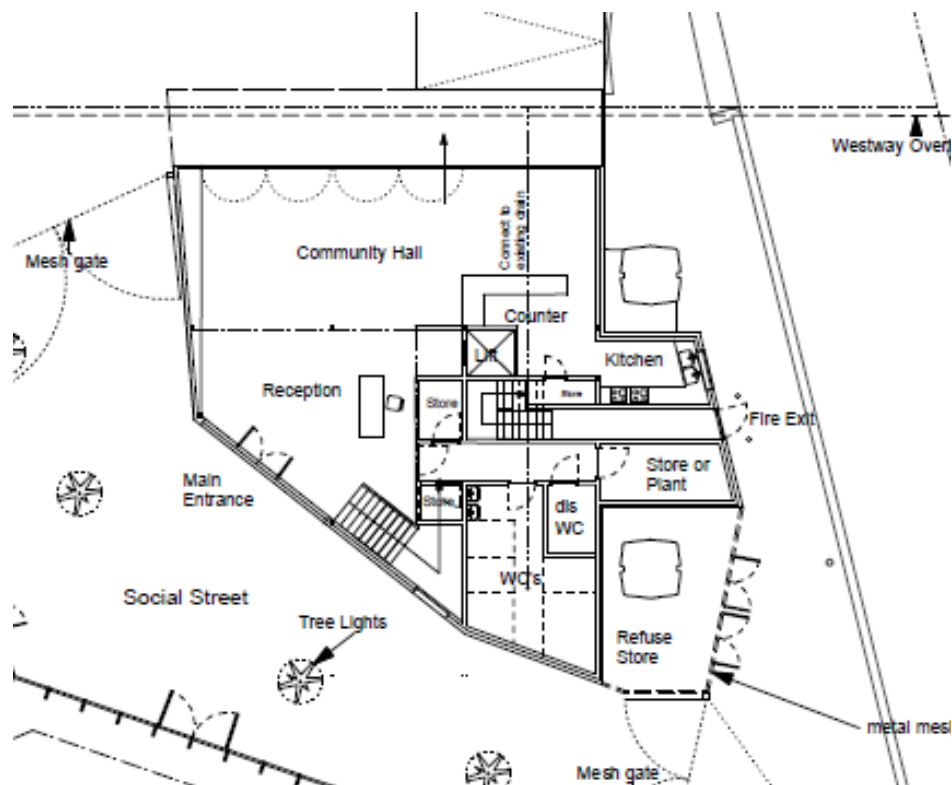 Westway Over
Mesh gate
Community Hall
Connect to
existing drain
Counter
Lift
Kitchen
Reception
Store
Store
Fire Exit
Main
Entrance
Store or
Plant
Store
dis
WC
WC's
Social Street
Tree Lights
Refuse
Store
metal mesh
Mesh gate